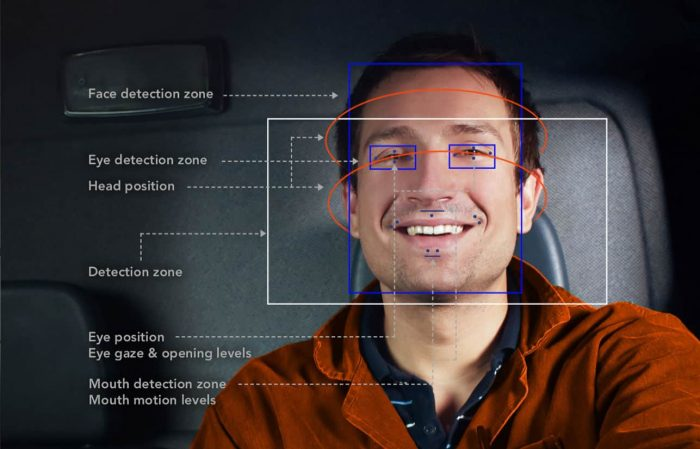 Face detection zone
Eye detection zone
Head position
Detection zone
Eye position
Eye gaze & opening levels
Mouth detection zone
Mouth motion levels